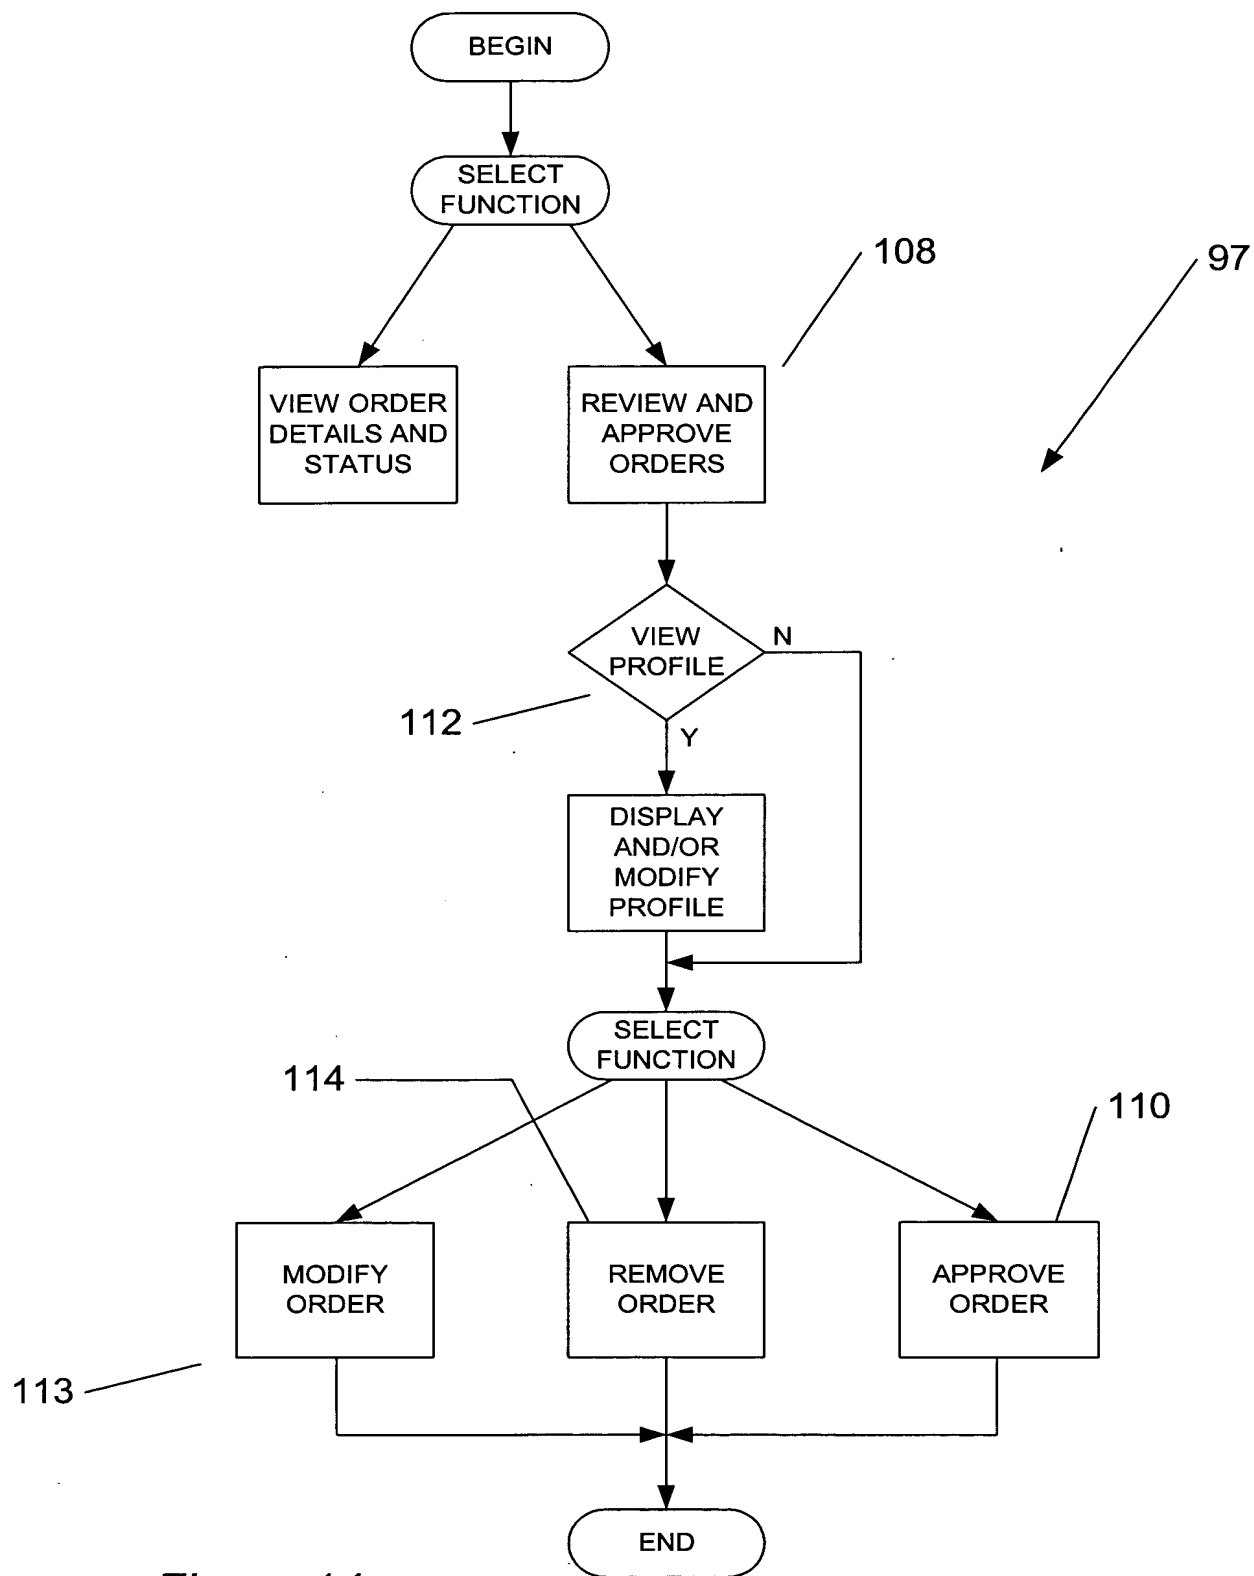 BEGIN
SELECT
FUNCTION
108
97
VIEW ORDER
DETAILS AND
STATUS
REVIEW AND
APPROVE
ORDERS
VIEW
PROFILE
N
112
Y
DISPLAY
AND/OR
MODIFY
PROFILE
SELECT
FUNCTION
114
110
MODIFY
ORDER
REMOVE
ORDER
APPROVE
ORDER
113
END